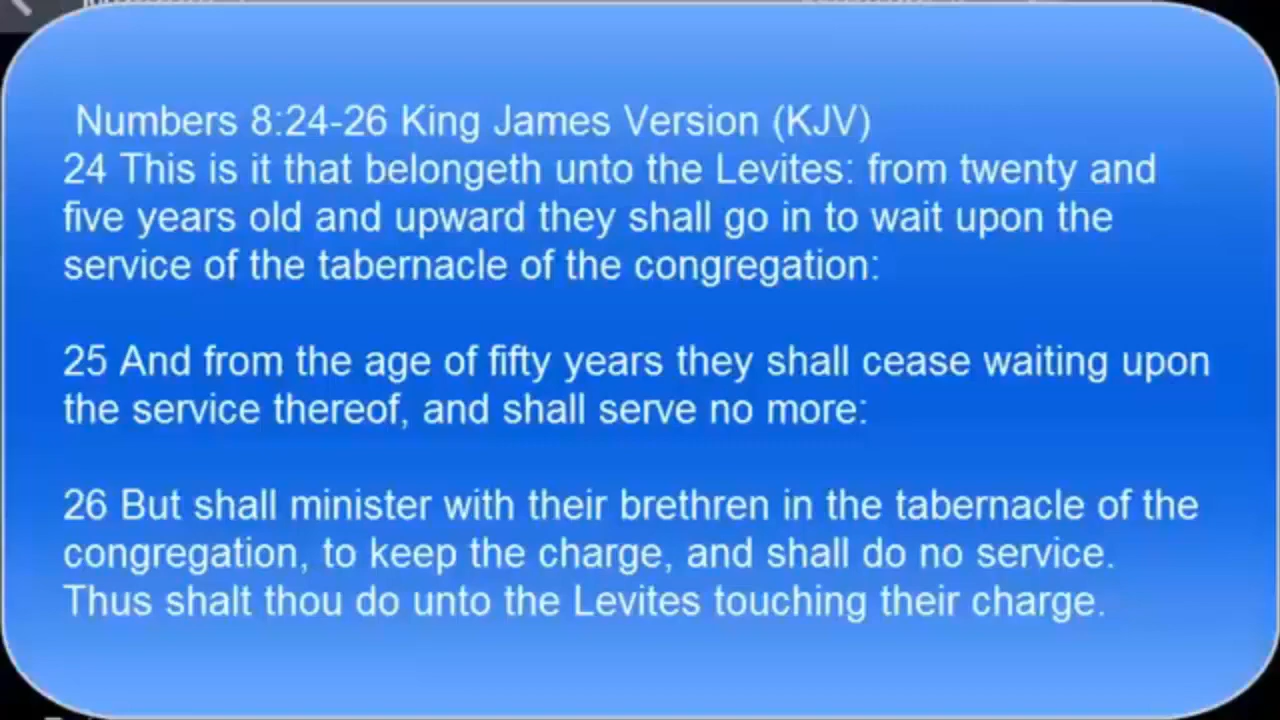 Numbers 8:24-26 King James Version (KJV)
24 This is it that belongeth unto the Levites: from twenty and
five years old and upward they shall go in to wait upon the
service of the tabernacle of the congregation:
25 And from the age of fifty years they shall cease waiting upon
the service thereof, and shall serve no more:
26 But shall minister with their brethren in the tabernacle of the
congregation, to keep the charge, and shall do no service.
Thus shalt thou do unto the Levites touching their charge.